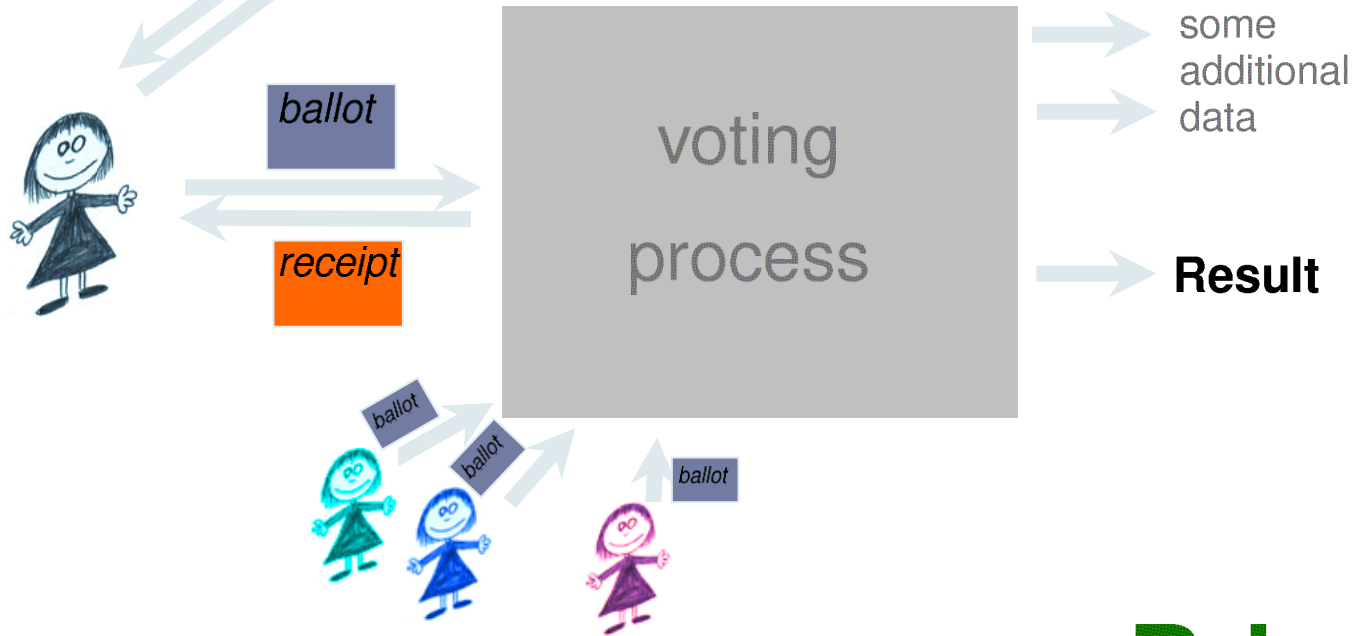 some
additional
data
ballot
voting
process
receipt
Result
ballot
ballot
ballot